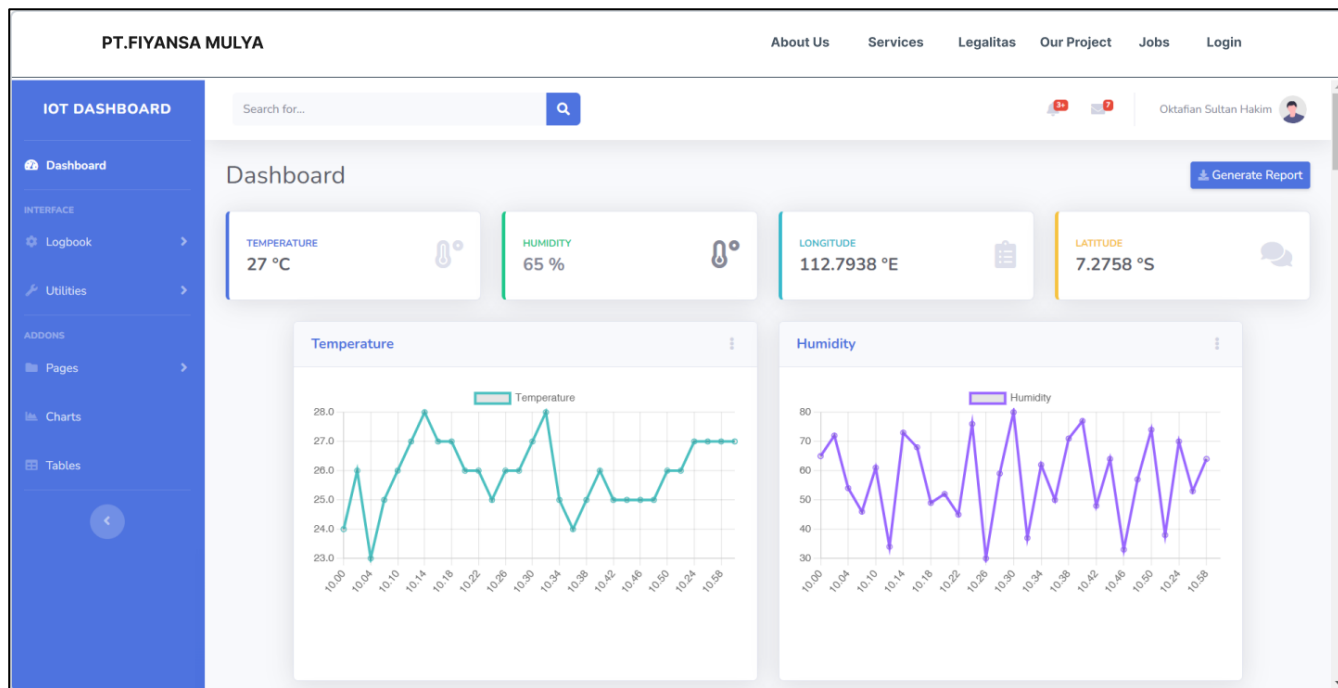 PT.FIYANSA MULYA
About Us Services Legalitas Our Project Jobs Login
IOT DASHBOARD
Search for...
3+
7
Oktafian Sultan Hakim
Dashboard
INTERFACE
Logbook
Utilities
ADDONS
Pages
Charts
Tables
Dashboard
Generate Report
TEMPERATURE
27 °C
HUMIDITY
65 %
LONGITUDE
112.7938 °E
LATITUDE
7.2758 °S
Temperature
Temperature
28.0
27.0
26.0
25.0
24.0
23.0
10.00 10.04 10.10 10.14 10.18 10.22 10.26 10.30 10.34 10.38 10.42 10.46 10.50 10.24 10.58
Humidity
Humidity
80
70
60
50
40
30
10.00 10.04 10.10 10.14 10.18 10.22 10.26 10.30 10.34 10.38 10.42 10.46 10.50 10.24 10.58